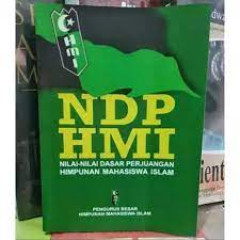 HMI
NDP
HMI
NILAI-NILAI DASAR PERJUANGAN
HIMPUNAN MAHASISWA ISLAM
PENGURUS BESAR
HIMPUNAN MAHASISWA ISLAM